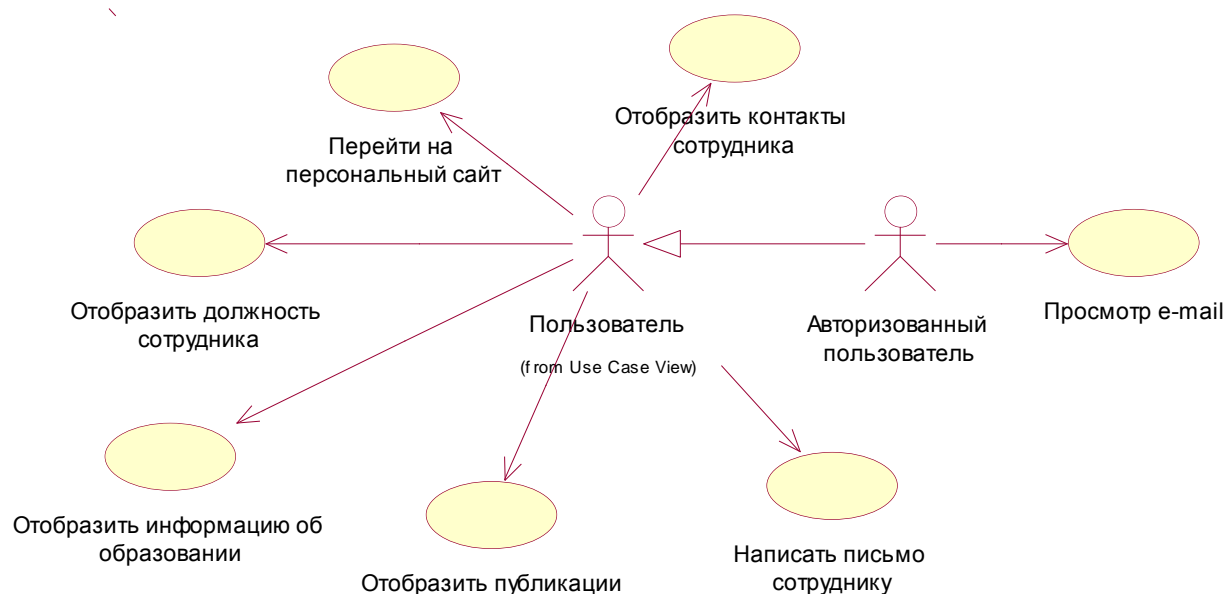 Отобразить контакты
сотрудника
Перейти на
персональный сайт
Отобразить должность
сотрудника
Пользователь
(from Use Case View)
Авторизованный
пользователь
Просмотр e-mail
Отобразить информацию об
образовании
Отобразить публикации
Написать письмо
сотруднику